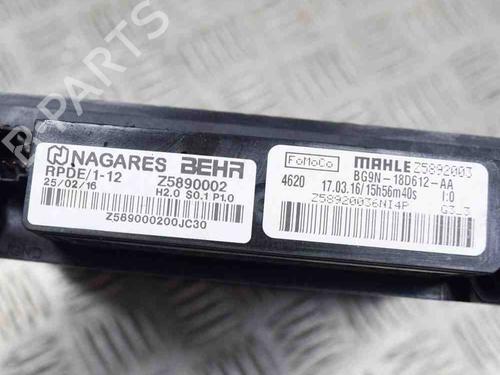 NAGARES BEHR
RPDE/1-12 Z5890002
25/02/16 H2.0 S0.1 P1.0
Z589000200JC30
FoMoCo MAHLE Z5892003
BG9N-18D612-AA
4620 17.03.16/15h56m40s I:0
Z58920036NI4P G3_3
B-PARTS